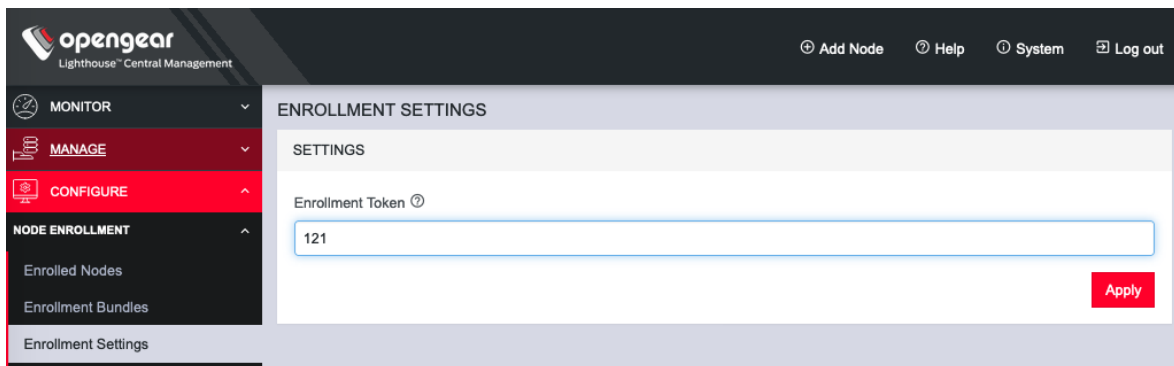 opengear
Lighthouse™ Central Management
Add Node Help System Log out
MONITOR
MANAGE
CONFIGURE
NODE ENROLLMENT
Enrolled Nodes
Enrollment Bundles
Enrollment Settings
ENROLLMENT SETTINGS
SETTINGS
Enrollment Token
121
Apply